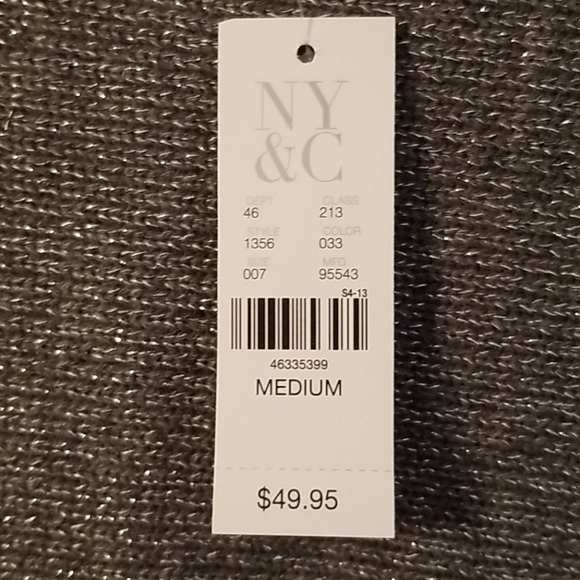 NY
&C
DEPT CLASS
46 213
STYLE COLOR
1356 033
SIZE MFG
007 95543
S4-13
46335399
MEDIUM
$49.95